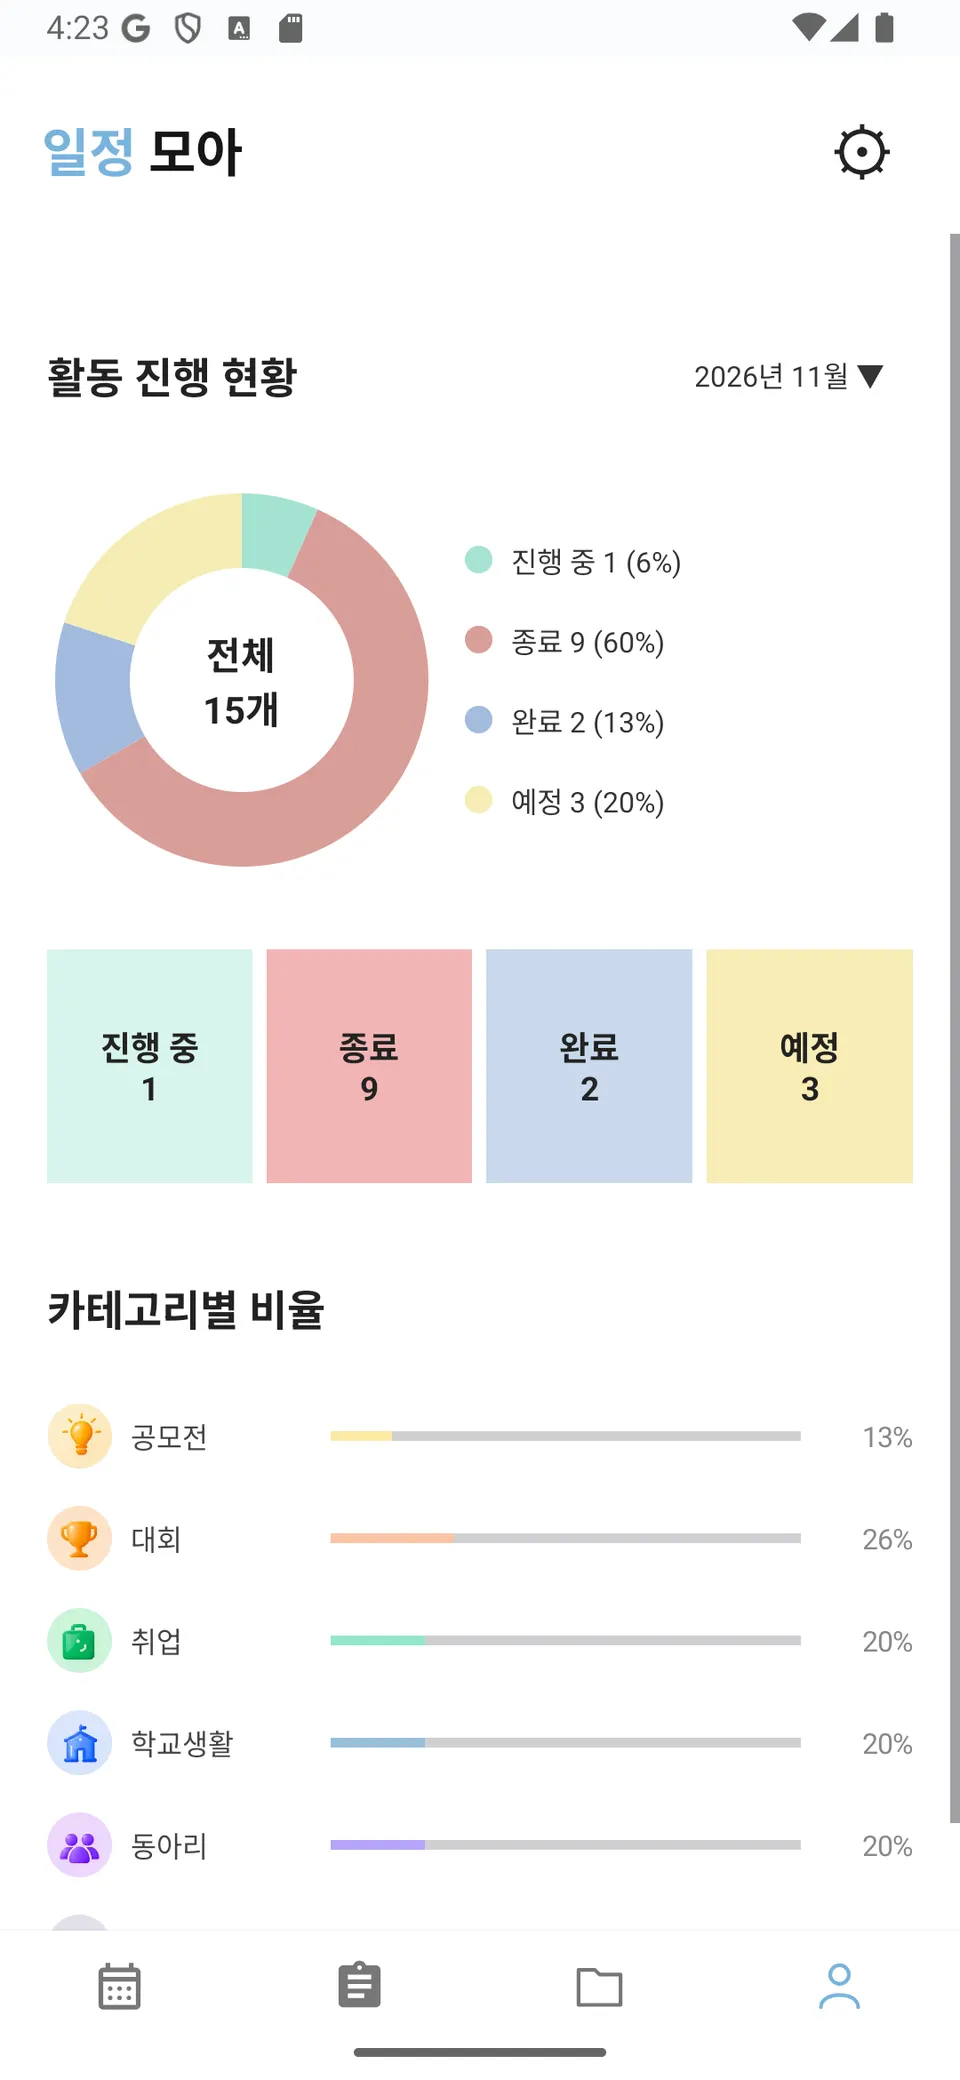 4:23
일정 모아
활동 진행 현황
2026년 11월 ▼
전체
15개
진행 중 1 (6%)
종료 9 (60%)
완료 2 (13%)
예정 3 (20%)
진행 중
1
종료
9
완료
2
예정
3
카테고리별 비율
공모전 13%
대회 26%
취업 20%
학교생활 20%
동아리 20%